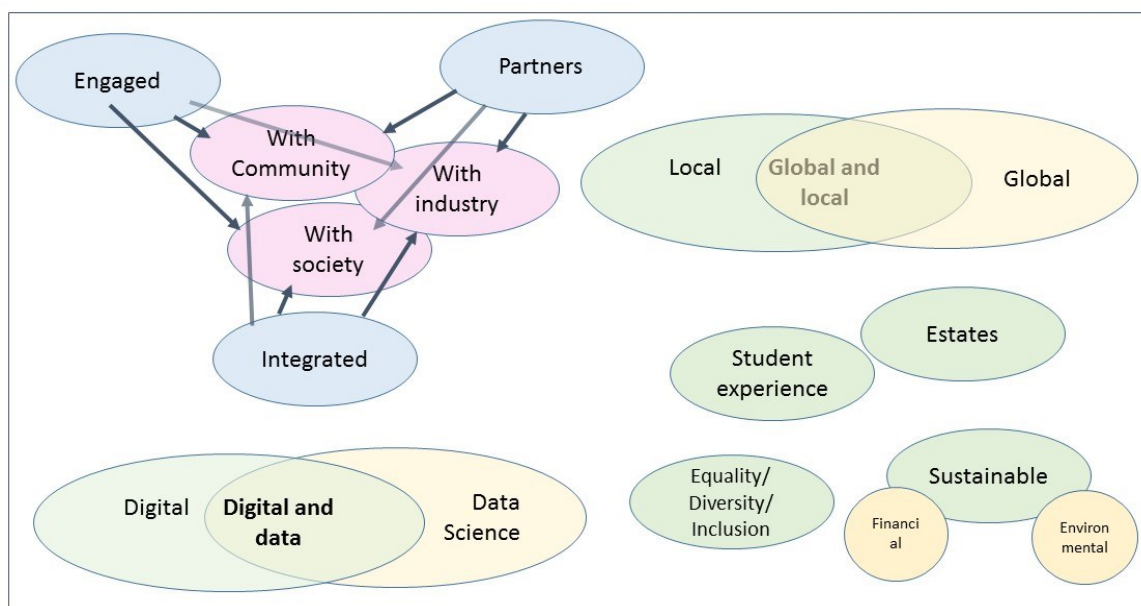 Engaged
Partners
With
Community
With
industry
With
society
Integrated
Local
Global and
local
Global
Estates
Student
experience
Digital
Digital and
data
Data
Science
Equality/
Diversity/
Inclusion
Sustainable
Financi
al
Environ
mental